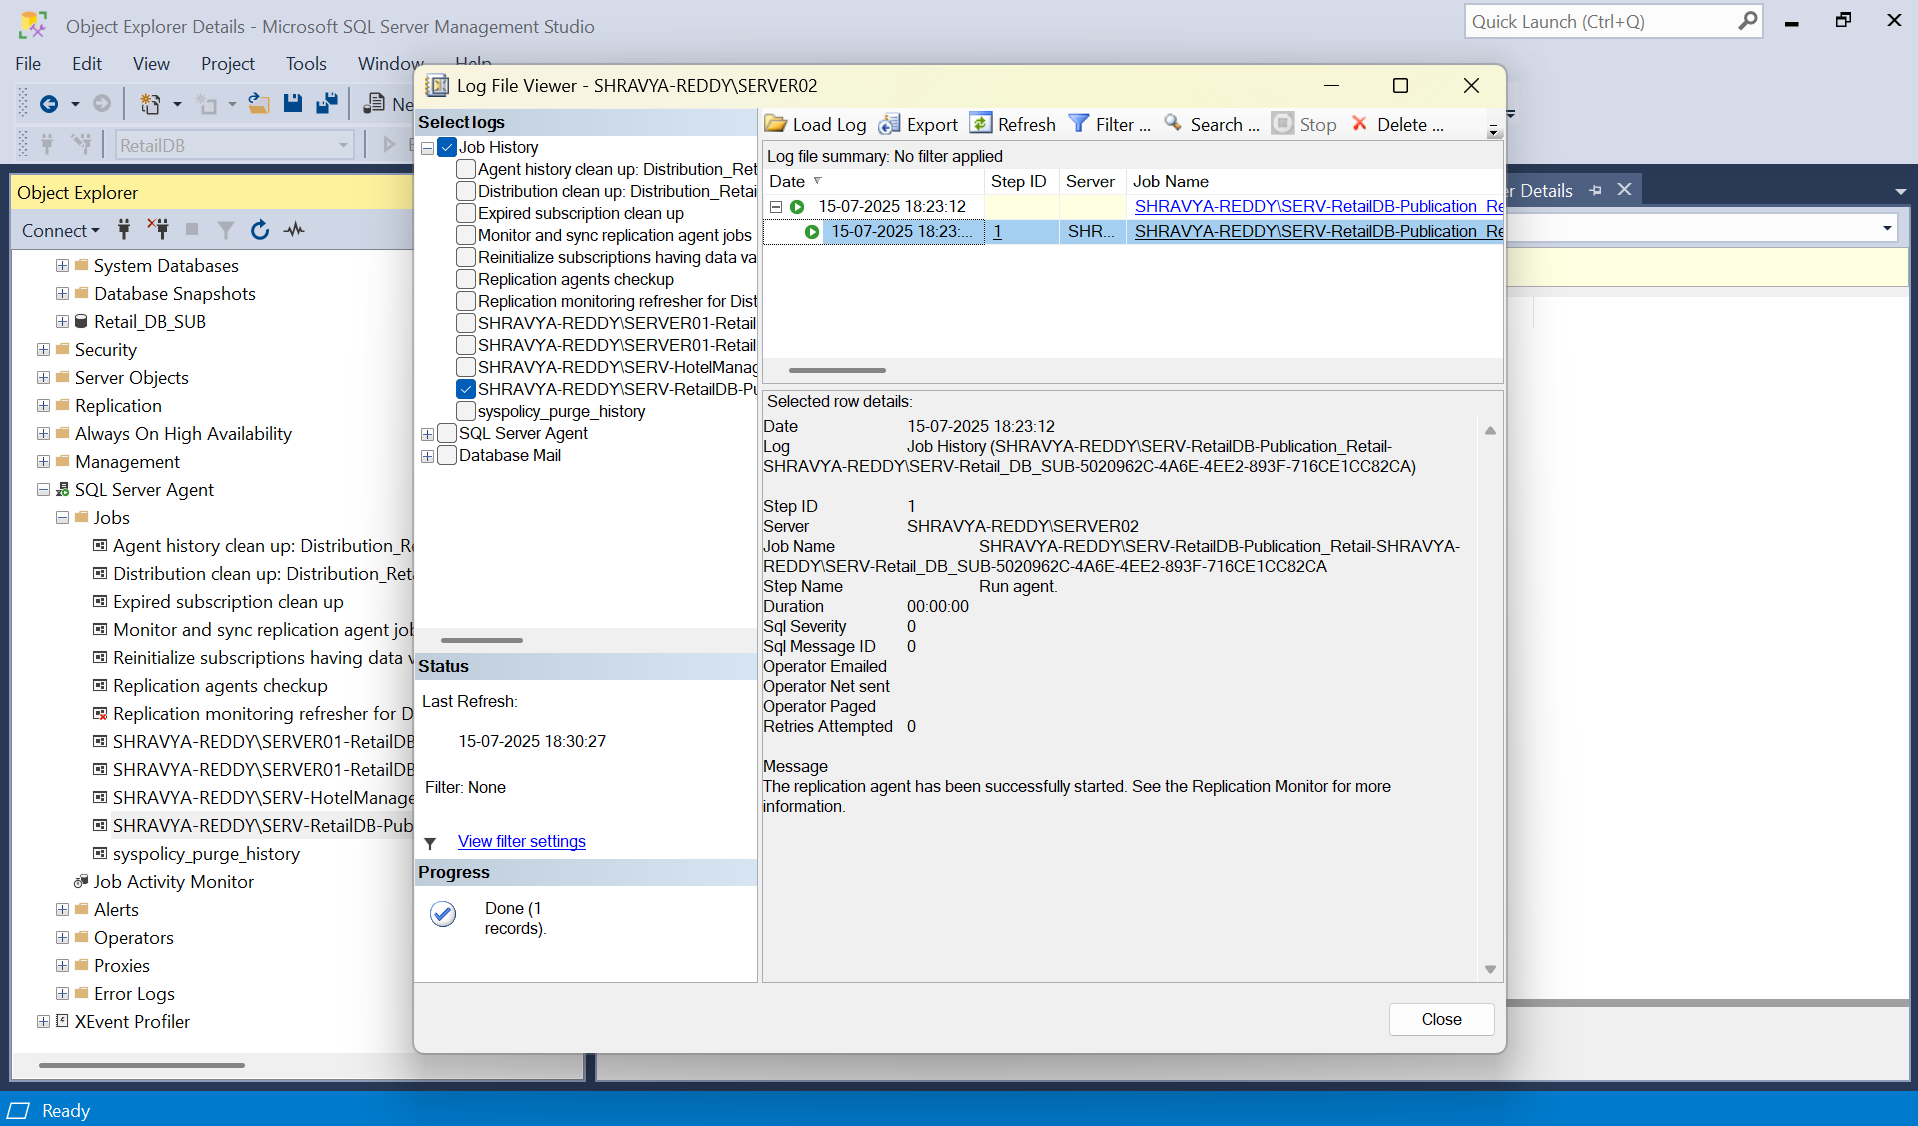 Object Explorer Details - Microsoft SQL Server Management Studio
Quick Launch (Ctrl+Q)
File Edit View Project Tools Window Help
Ne
RetailDB
Object Explorer
Connect
System Databases
Database Snapshots
Retail_DB_SUB
Security
Server Objects
Replication
Always On High Availability
Management
SQL Server Agent
Jobs
Agent history clean up: Distribution_Re
Distribution clean up: Distribution_Ret
Expired subscription clean up
Monitor and sync replication agent jol
Reinitialize subscriptions having data v
Replication agents checkup
Replication monitoring refresher for D
SHRAVYA-REDDY\SERVER01-RetailDB
SHRAVYA-REDDY\SERVER01-RetailDB
SHRAVYA-REDDY\SERV-HotelManage
SHRAVYA-REDDY\SERV-RetailDB-Pub
syspolicy_purge_history
Job Activity Monitor
Alerts
Operators
Proxies
Error Logs
XEvent Profiler
Log File Viewer - SHRAVYA-REDDY\SERVER02
Select logs
Job History
Agent history clean up: Distribution_Ret
Distribution clean up: Distribution_Retai
Expired subscription clean up
Monitor and sync replication agent jobs
Reinitialize subscriptions having data va
Replication agents checkup
Replication monitoring refresher for Dist
SHRAVYA-REDDY\SERVER01-Retail
SHRAVYA-REDDY\SERVER01-Retail
SHRAVYA-REDDY\SERV-HotelManag
SHRAVYA-REDDY\SERV-RetailDB-Pu
syspolicy_purge_history
SQL Server Agent
Database Mail
Status
Last Refresh:
15-07-2025 18:30:27
Filter: None
View filter settings
Progress
Done (1
records).
Load Log Export Refresh Filter ... Search ... Stop Delete ...
Log file summary: No filter applied
Date Step ID Server Job Name
15-07-2025 18:23:12 SHRAVYA-REDDY\SERV-RetailDB-Publication_Re
15-07-2025 18:23:... 1 SHR... SHRAVYA-REDDY\SERV-RetailDB-Publication_Re
Selected row details:
Date 15-07-2025 18:23:12
Log Job History (SHRAVYA-REDDY\SERV-RetailDB-Publication_Retail-
SHRAVYA-REDDY\SERV-Retail_DB_SUB-5020962C-4A6E-4EE2-893F-716CE1CC82CA)
Step ID 1
Server SHRAVYA-REDDY\SERVER02
Job Name SHRAVYA-REDDY\SERV-RetailDB-Publication_Retail-SHRAVYA-
REDDY\SERV-Retail_DB_SUB-5020962C-4A6E-4EE2-893F-716CE1CC82CA
Step Name Run agent.
Duration 00:00:00
Sql Severity 0
Sql Message ID 0
Operator Emailed
Operator Net sent
Operator Paged
Retries Attempted 0
Message
The replication agent has been successfully started. See the Replication Monitor for more
information.
Close
er Details
Ready